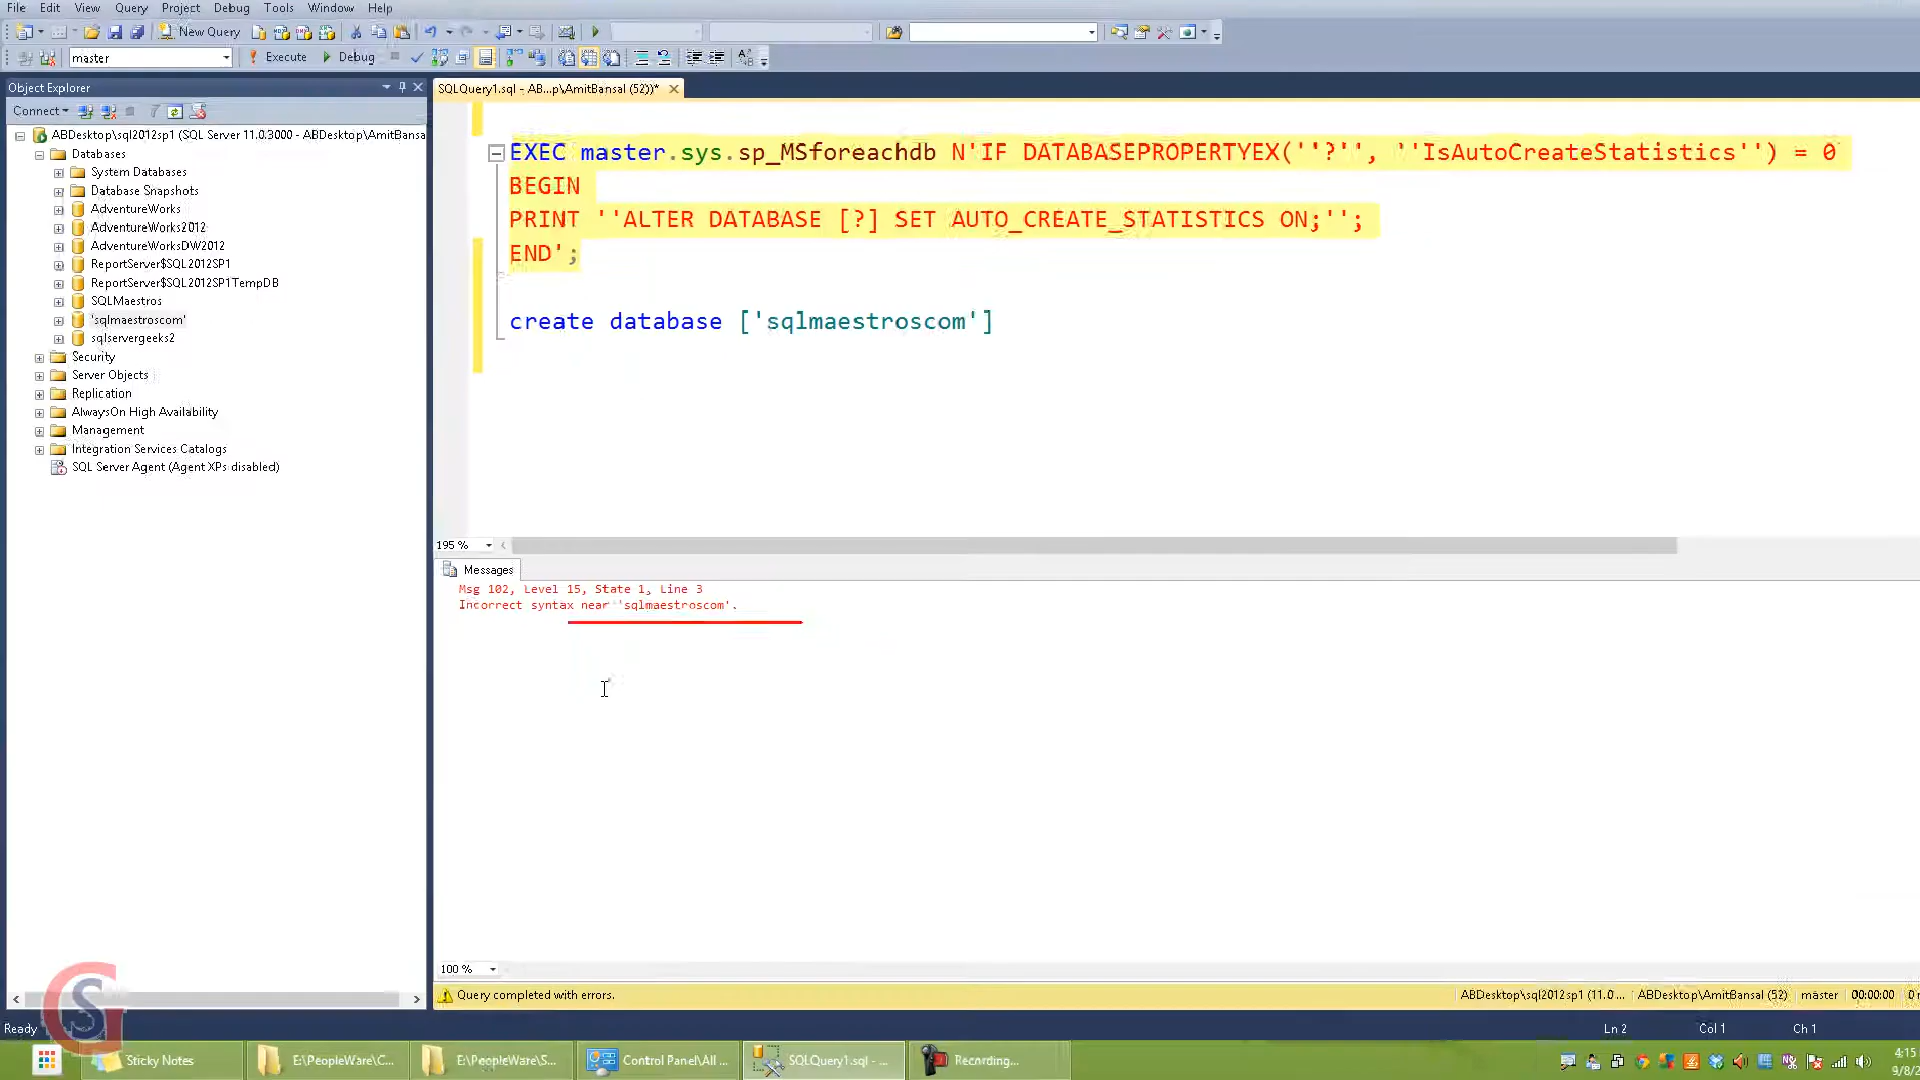 File Edit View Query Project Debug Tools Window Help
New Query
master Execute Debug
Object Explorer
Connect
ABDesktop\sql2012sp1 (SQL Server 11.0.3000 - ABDesktop\AmitBansa
Databases
System Databases
Database Snapshots
AdventureWorks
AdventureWorks2012
AdventureWorksDW2012
ReportServer$SQL2012SP1
ReportServer$SQL2012SP1TempDB
SQLMaestros
'sqlmaestroscom'
sqlservergeeks2
Security
Server Objects
Replication
AlwaysOn High Availability
Management
Integration Services Catalogs
SQL Server Agent (Agent XPs disabled)
SQLQuery1.sql - AB...p\AmitBansal (52))*
EXEC master.sys.sp_MSforeachdb N'IF DATABASEPROPERTYEX(''?'', ''IsAutoCreateStatistics'') = 0
BEGIN
PRINT ''ALTER DATABASE [?] SET AUTO_CREATE_STATISTICS ON;'';
END';
create database ['sqlmaestroscom']
195 %
Messages
Msg 102, Level 15, State 1, Line 3
Incorrect syntax near 'sqlmaestroscom'.
100 %
Query completed with errors. ABDesktop\sql2012sp1 (11.0... ABDesktop\AmitBansal (52) master 00:00:00 0
Ready Ln 2 Col 1 Ch 1
SG
Sticky Notes E:\PeopleWare\C... E:\PeopleWare\S... Control Panel\All ... SQLQuery1.sql - ... Recording...
4:15
9/8/2